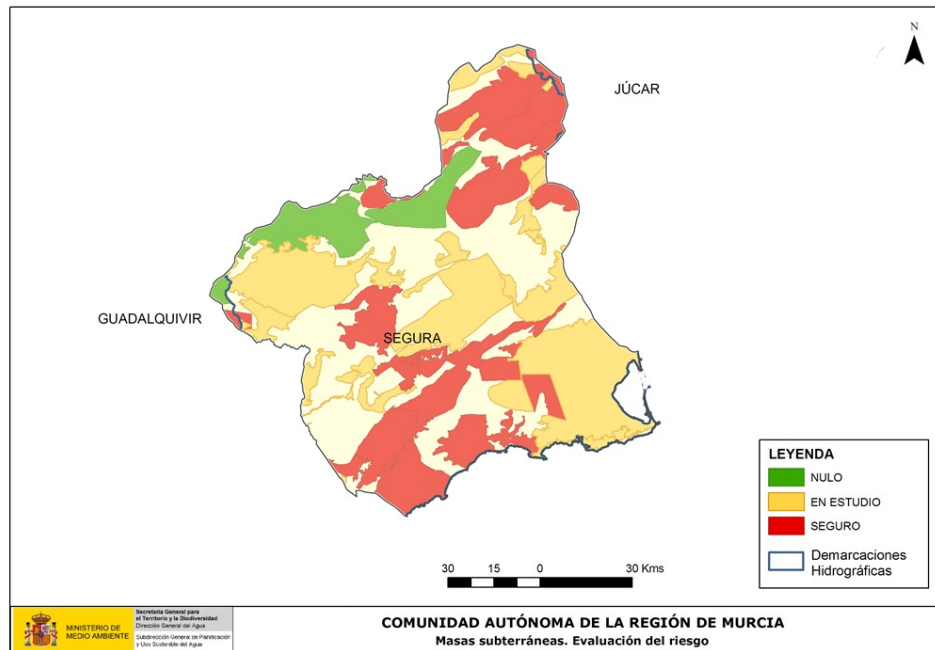 N
JÚCAR
GUADALQUIVIR
SEGURA
LEYENDA
NULO
EN ESTUDIO
SEGURO
Demarcaciones
Hidrográficas
30 15 0 30 Kms
MINISTERIO DE
MEDIO AMBIENTE
Secretaría General para
el Territorio y la Biodiversidad
Dirección General del Agua
Subdirección General de Planificación
y Uso Sostenible del Agua
COMUNIDAD AUTÓNOMA DE LA REGIÓN DE MURCIA
Masas subterráneas. Evaluación del riesgo